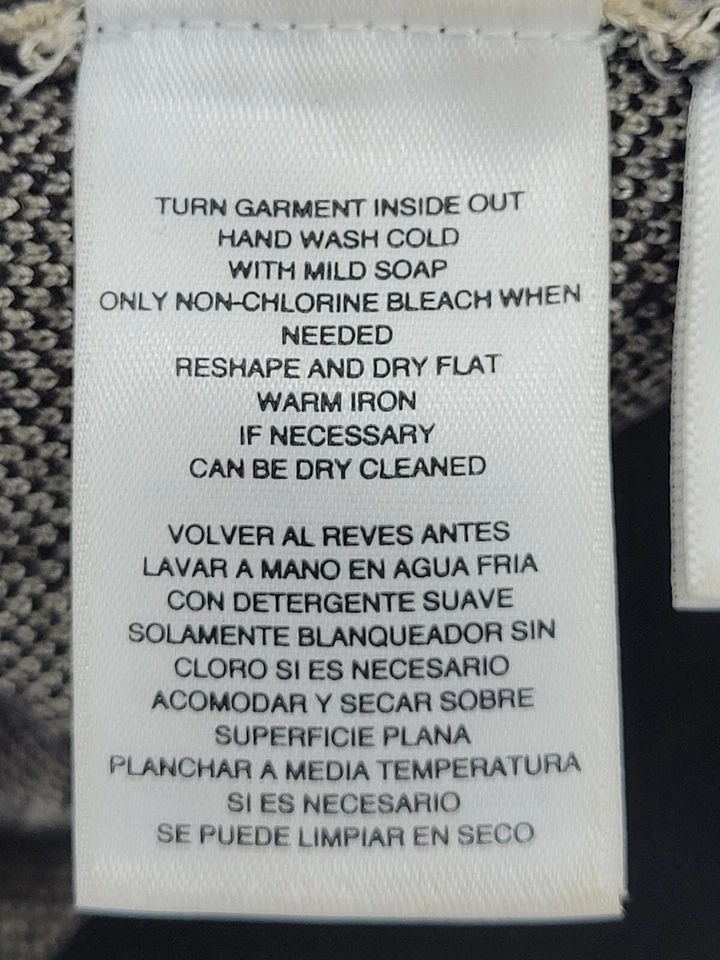 TURN GARMENT INSIDE OUT
HAND WASH COLD
WITH MILD SOAP
ONLY NON-CHLORINE BLEACH WHEN
NEEDED
RESHAPE AND DRY FLAT
WARM IRON
IF NECESSARY
CAN BE DRY CLEANED
VOLVER AL REVES ANTES
LAVAR A MANO EN AGUA FRIA
CON DETERGENTE SUAVE
SOLAMENTE BLANQUEADOR SIN
CLORO SI ES NECESARIO
ACOMODAR Y SECAR SOBRE
SUPERFICIE PLANA
PLANCHAR A MEDIA TEMPERATURA
SI ES NECESARIO
SE PUEDE LIMPIAR EN SECO